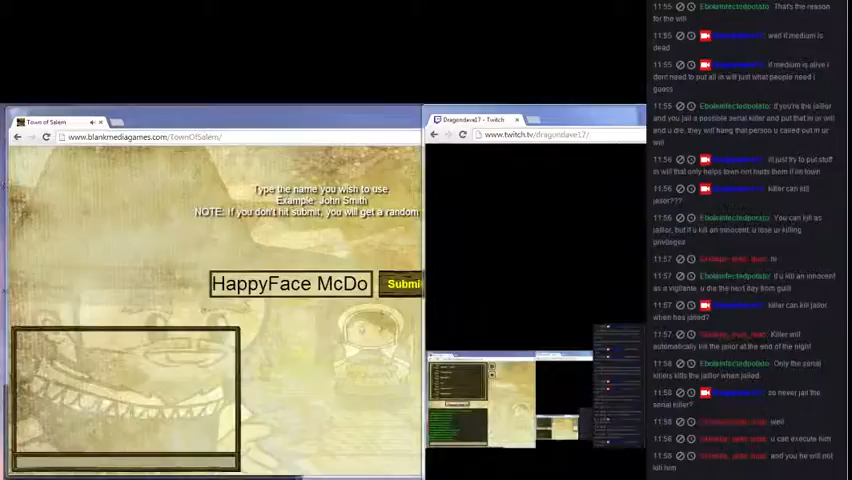 Town of Salem
www.blankmediagames.com/TownOfSalem/
Type the name you wish to use.
Example: John Smith
NOTE: If you don't hit submit, you will get a random
HappyFace McDo
Submi
Dragondave17 - Twitch
www.twitch.tv/dragondave17/
11:55 Ebolainfectedpotato: That's the reason
for the will
11:55 well if medium is
dead
11:55 if medium is alive i
dont need to put all in will just what people need i
guess
11:55 Ebolainfectedpotato: If you're the jailor
and you jail a possible serial killer and put that in ur will
and u die, they will hang that person u called out in ur
will
11:56 ill just try to put stuff
in will that only helps town not hurts them if im town
11:56 killer can kill
11:56 Ebolainfectedpotato: You can kill as
jailor, but if u kill an innocent, u lose ur killing
privileges
11:57 hi
11:57 Ebolainfectedpotato: if u kill an innocent
as a vigilante, u die the next day from guilt
11:57 killer can kill jailor
when has jailed?
11:57 Killer will
automatically kill the jailor at the end of the night
11:58 Ebolainfectedpotato: Only the serial
killers kills the jailor when jailed
11:58 so never jail the
serial killer?
11:58 well
11:58 u can execute him
11:58 and you he will not
kill him